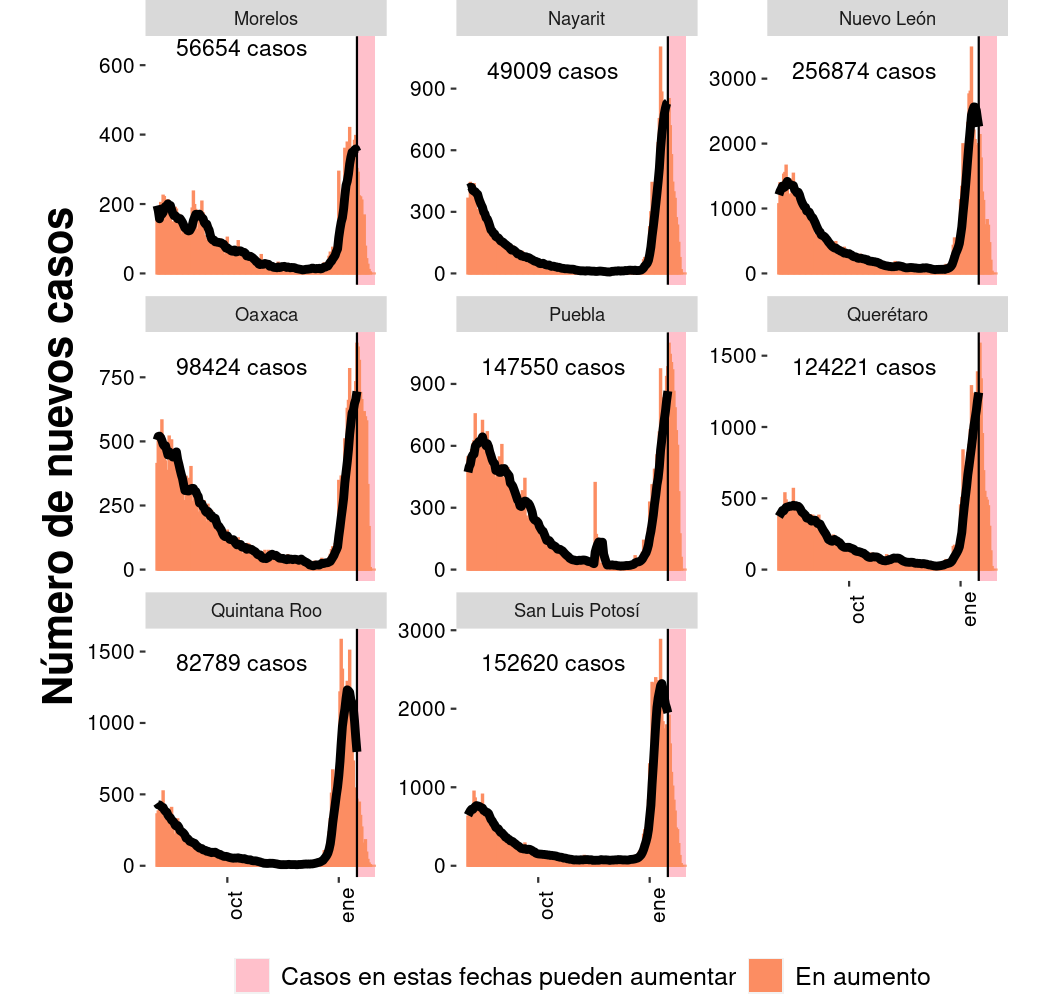 Morelos
Nayarit
Nuevo León
56654 casos
49009 casos
256874 casos
600
400
200
0
900
600
300
0
3000
2000
1000
0
Número de nuevos casos
Oaxaca
Puebla
Querétaro
98424 casos
147550 casos
124221 casos
750
500
250
0
900
600
300
0
1500
1000
500
0
oct
ene
Quintana Roo
San Luis Potosí
82789 casos
152620 casos
1500
1000
500
0
3000
2000
1000
0
oct
ene
oct
ene
Casos en estas fechas pueden aumentar
En aumento